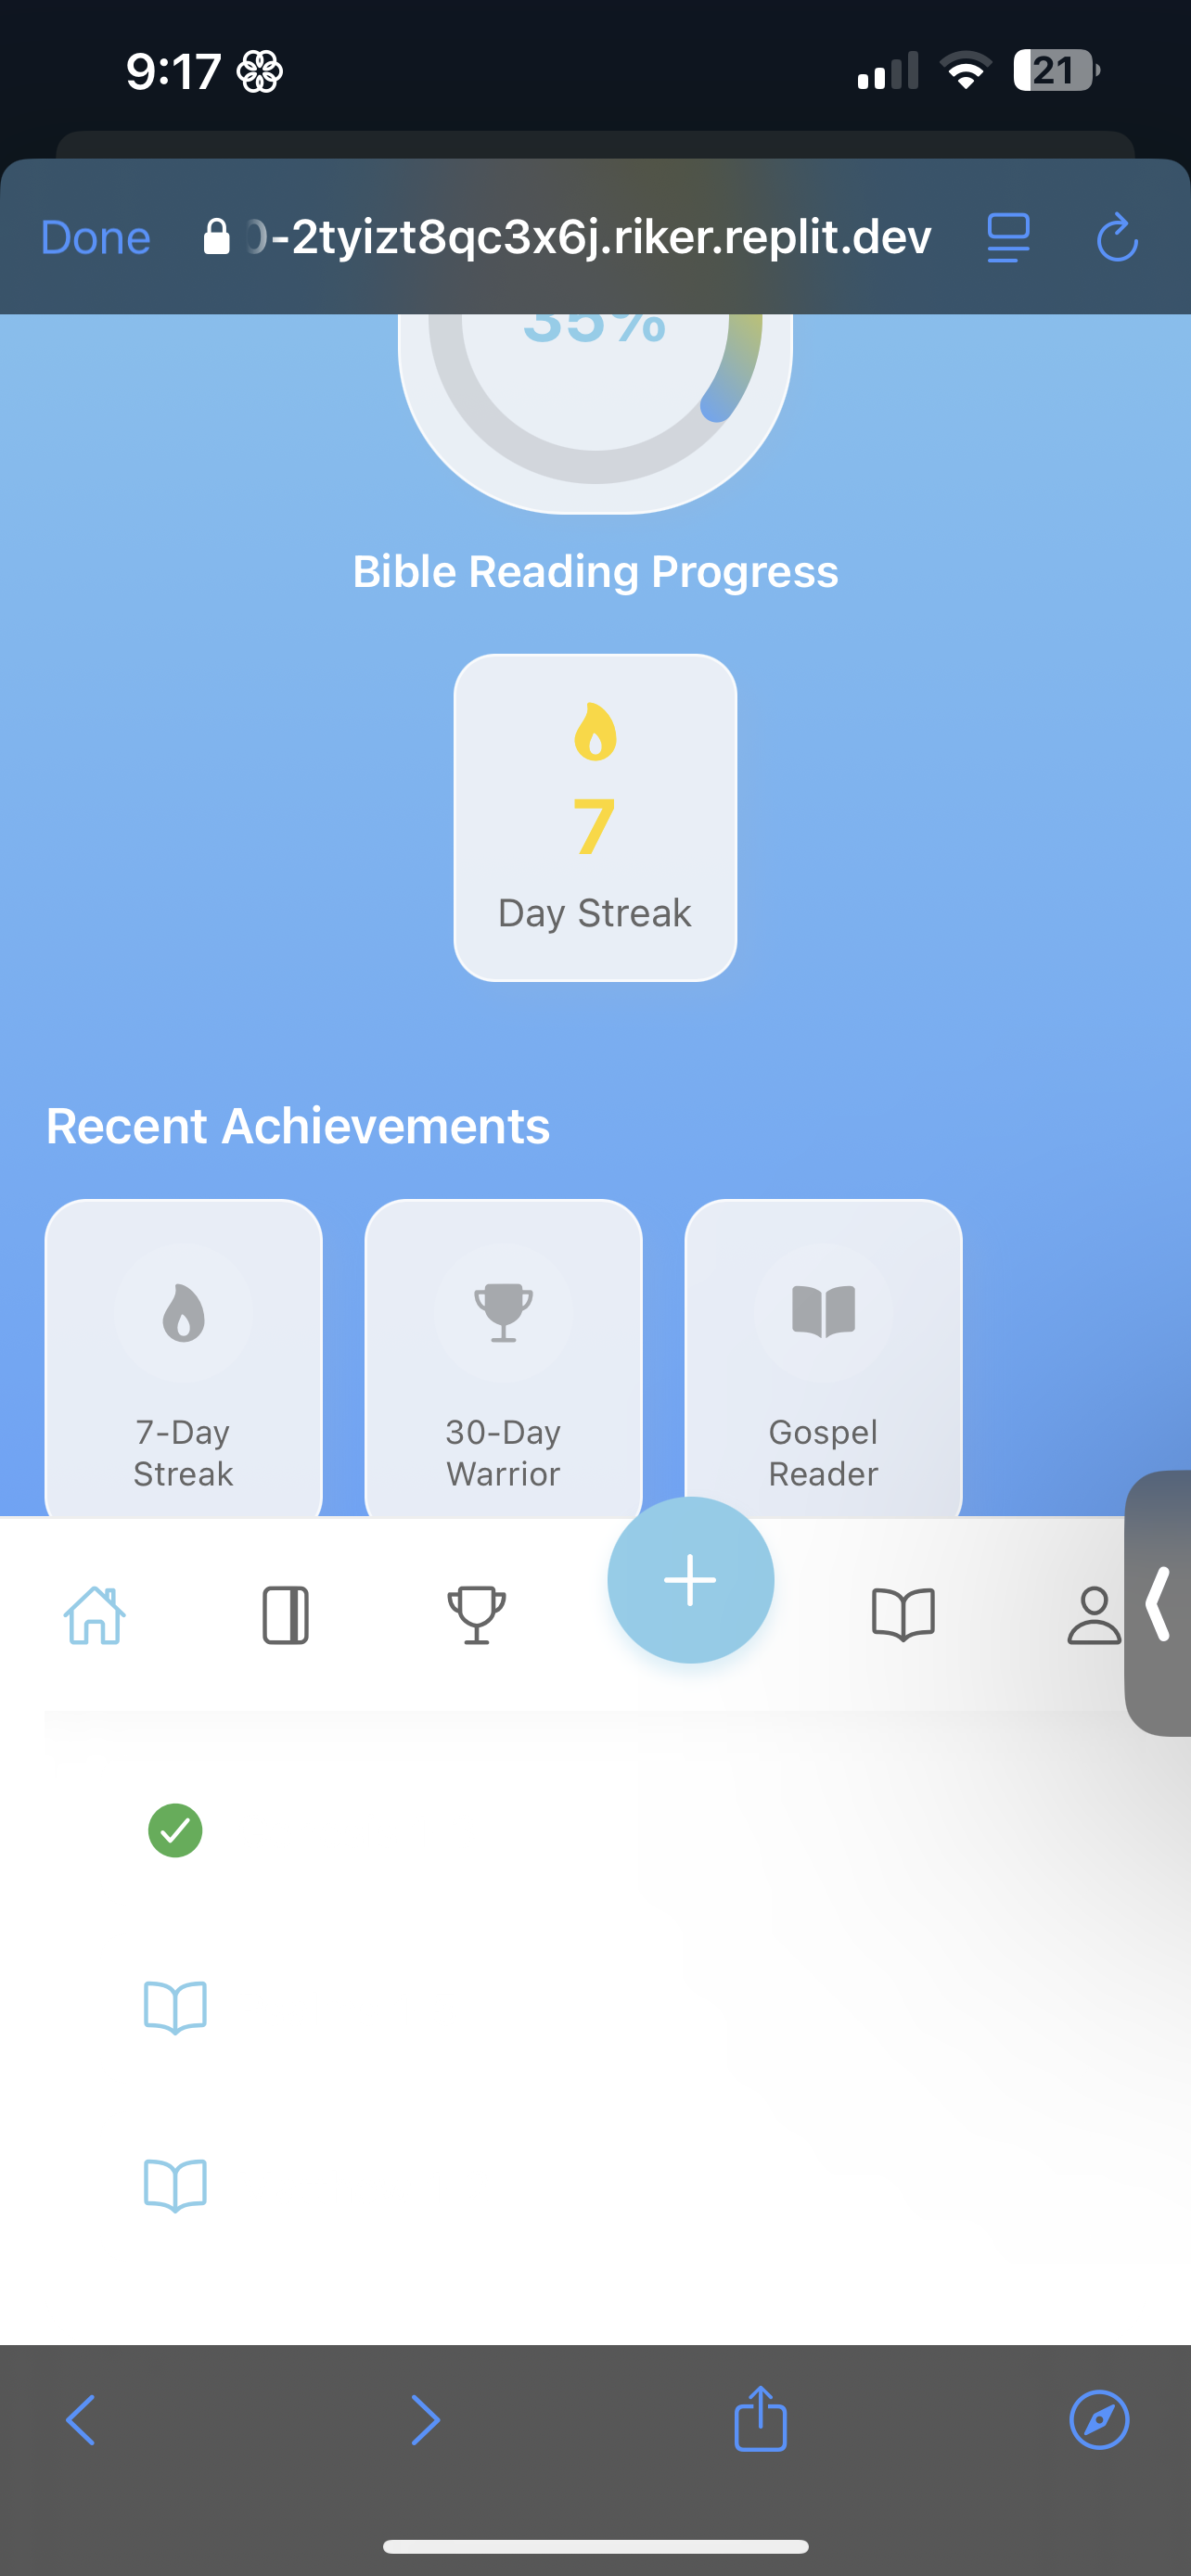 9:17
21
Done
0-2tyizt8qc3x6j.riker.replit.dev
35%
Bible Reading Progress
7
Day Streak
Recent Achievements
7-Day
Streak
30-Day
Warrior
Gospel
Reader